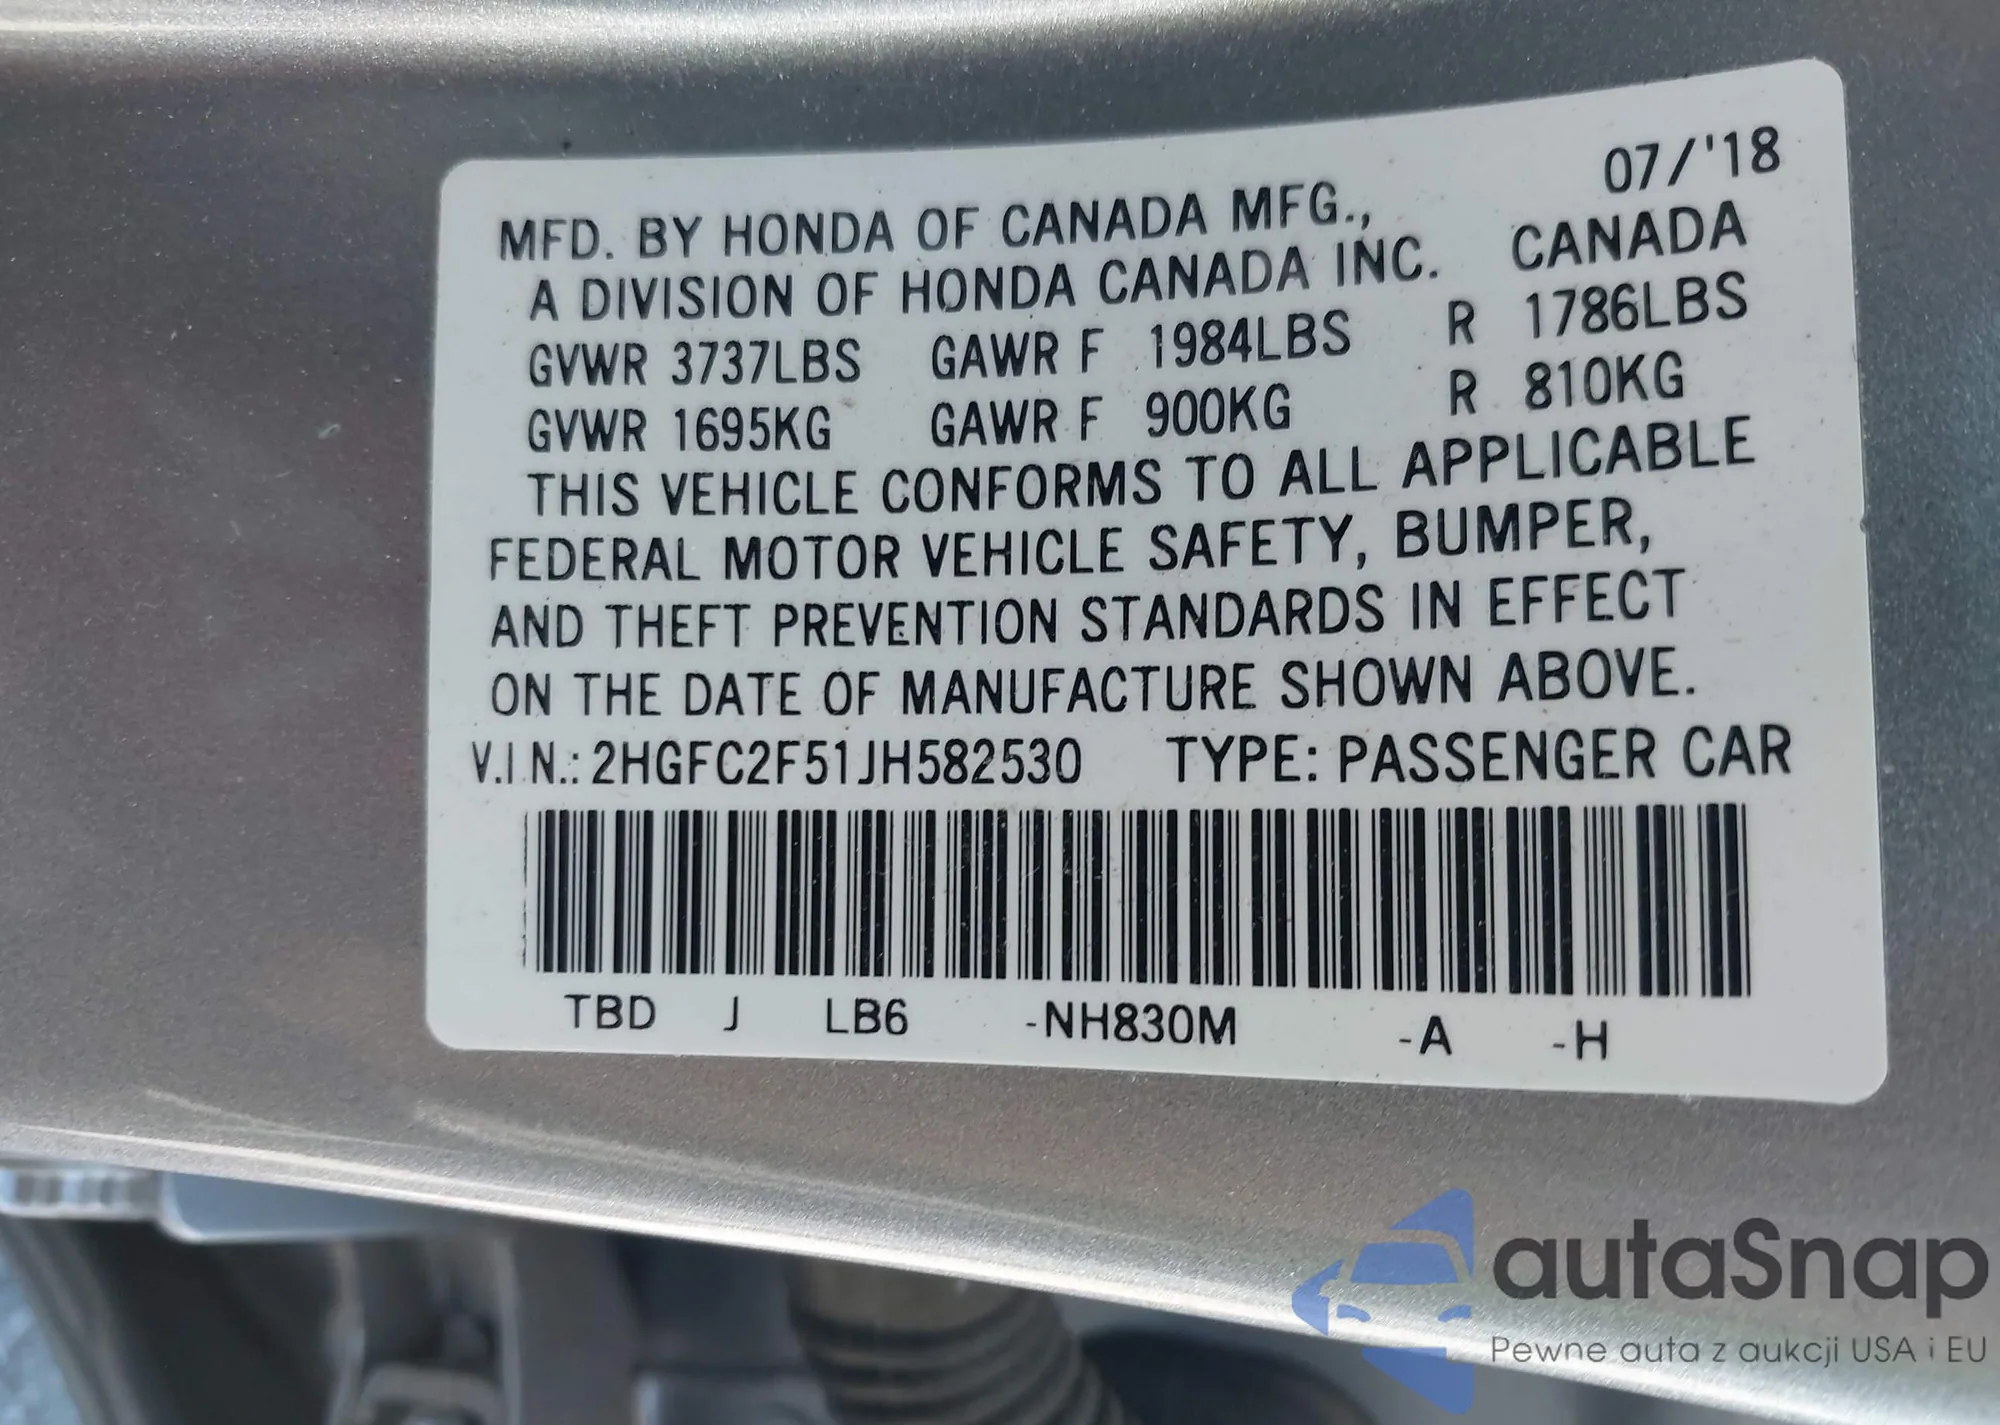 07/'18
MFD. BY HONDA OF CANADA MFG.,
A DIVISION OF HONDA CANADA INC. CANADA
GVWR 3737LBS GAWR F 1984LBS R 1786LBS
GVWR 1695KG GAWR F 900KG R 810KG
THIS VEHICLE CONFORMS TO ALL APPLICABLE
FEDERAL MOTOR VEHICLE SAFETY, BUMPER,
AND THEFT PREVENTION STANDARDS IN EFFECT
ON THE DATE OF MANUFACTURE SHOWN ABOVE.
V.I.N.: 2HGFC2F51JH582530 TYPE: PASSENGER CAR
TBD J LB6 -NH830M -A -H
autaSnap
Pewne auta z aukcji USA i EU